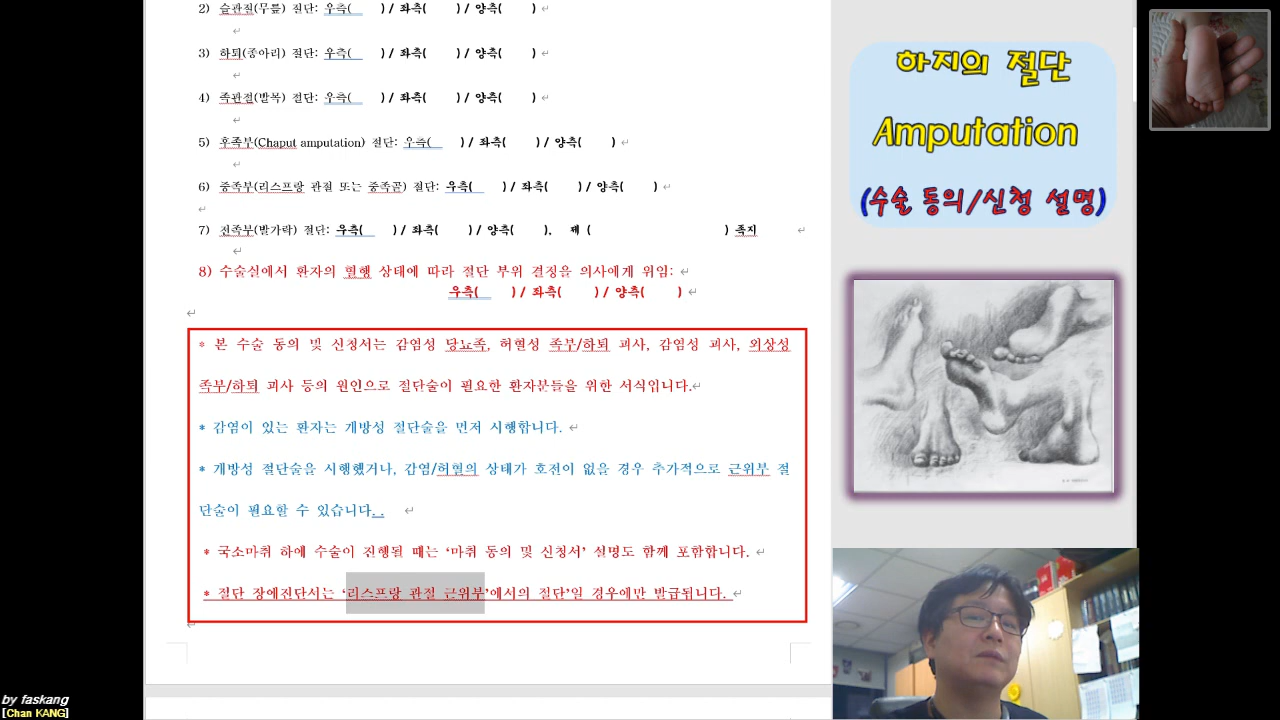 2) 슬관절(무릎) 절단: 우측( ) / 좌측( ) / 양측( )
3) 하퇴(종아리) 절단: 우측( ) / 좌측( ) / 양측( )
4) 족관절(발목) 절단: 우측( ) / 좌측( ) / 양측( )
5) 후족부(Chaput amputation) 절단: 우측( ) / 좌측( ) / 양측( )
6) 중족부(리스프랑 관절 또는 중족골) 절단: 우측( ) / 좌측( ) / 양측( )
7) 전족부(발가락) 절단: 우측( ) / 좌측( ) / 양측( ), 제 ( ) 족지
8) 수술실에서 환자의 혈행 상태에 따라 절단 부위 결정을 의사에게 위임:
우측( ) / 좌측( ) / 양측( )
* 본 수술 동의 및 신청서는 감염성 당뇨족, 허혈성 족부/하퇴 괴사, 감염성 괴사, 외상성
족부/하퇴 괴사 등의 원인으로 절단술이 필요한 환자분들을 위한 서식입니다.
* 감염이 있는 환자는 개방성 절단술을 먼저 시행합니다.
* 개방성 절단술을 시행했거나, 감염/허혈의 상태가 호전이 없을 경우 추가적으로 근위부 절
단술이 필요할 수 있습니다. .
* 국소마취 하에 수술이 진행될 때는 ‘마취 동의 및 신청서’ 설명도 함께 포함합니다.
* 절단 장애진단서는 ‘리스프랑 관절 근위부’에서의 절단’일 경우에만 발급됩니다.
하지의 절단
Amputation
(수술 동의/신청 설명)
by faskang
[Chan KANG]